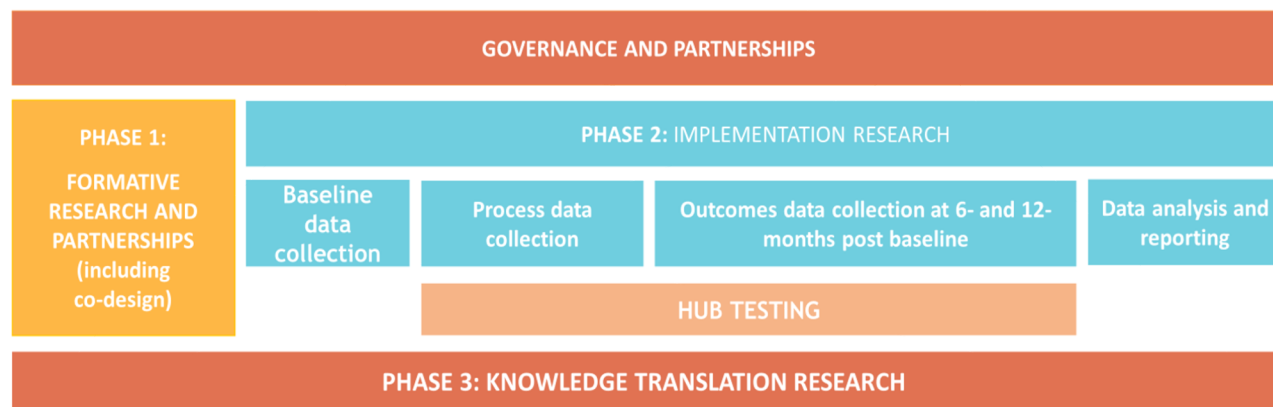 GOVERNANCE AND PARTNERSHIPS
PHASE 1:
FORMATIVE
RESEARCH AND
PARTNERSHIPS
(including
co-design)
PHASE 2: IMPLEMENTATION RESEARCH
Baseline
data
collection
Process data
collection
Outcomes data collection at 6- and 12-
months post baseline
Data analysis and
reporting
HUB TESTING
PHASE 3: KNOWLEDGE TRANSLATION RESEARCH